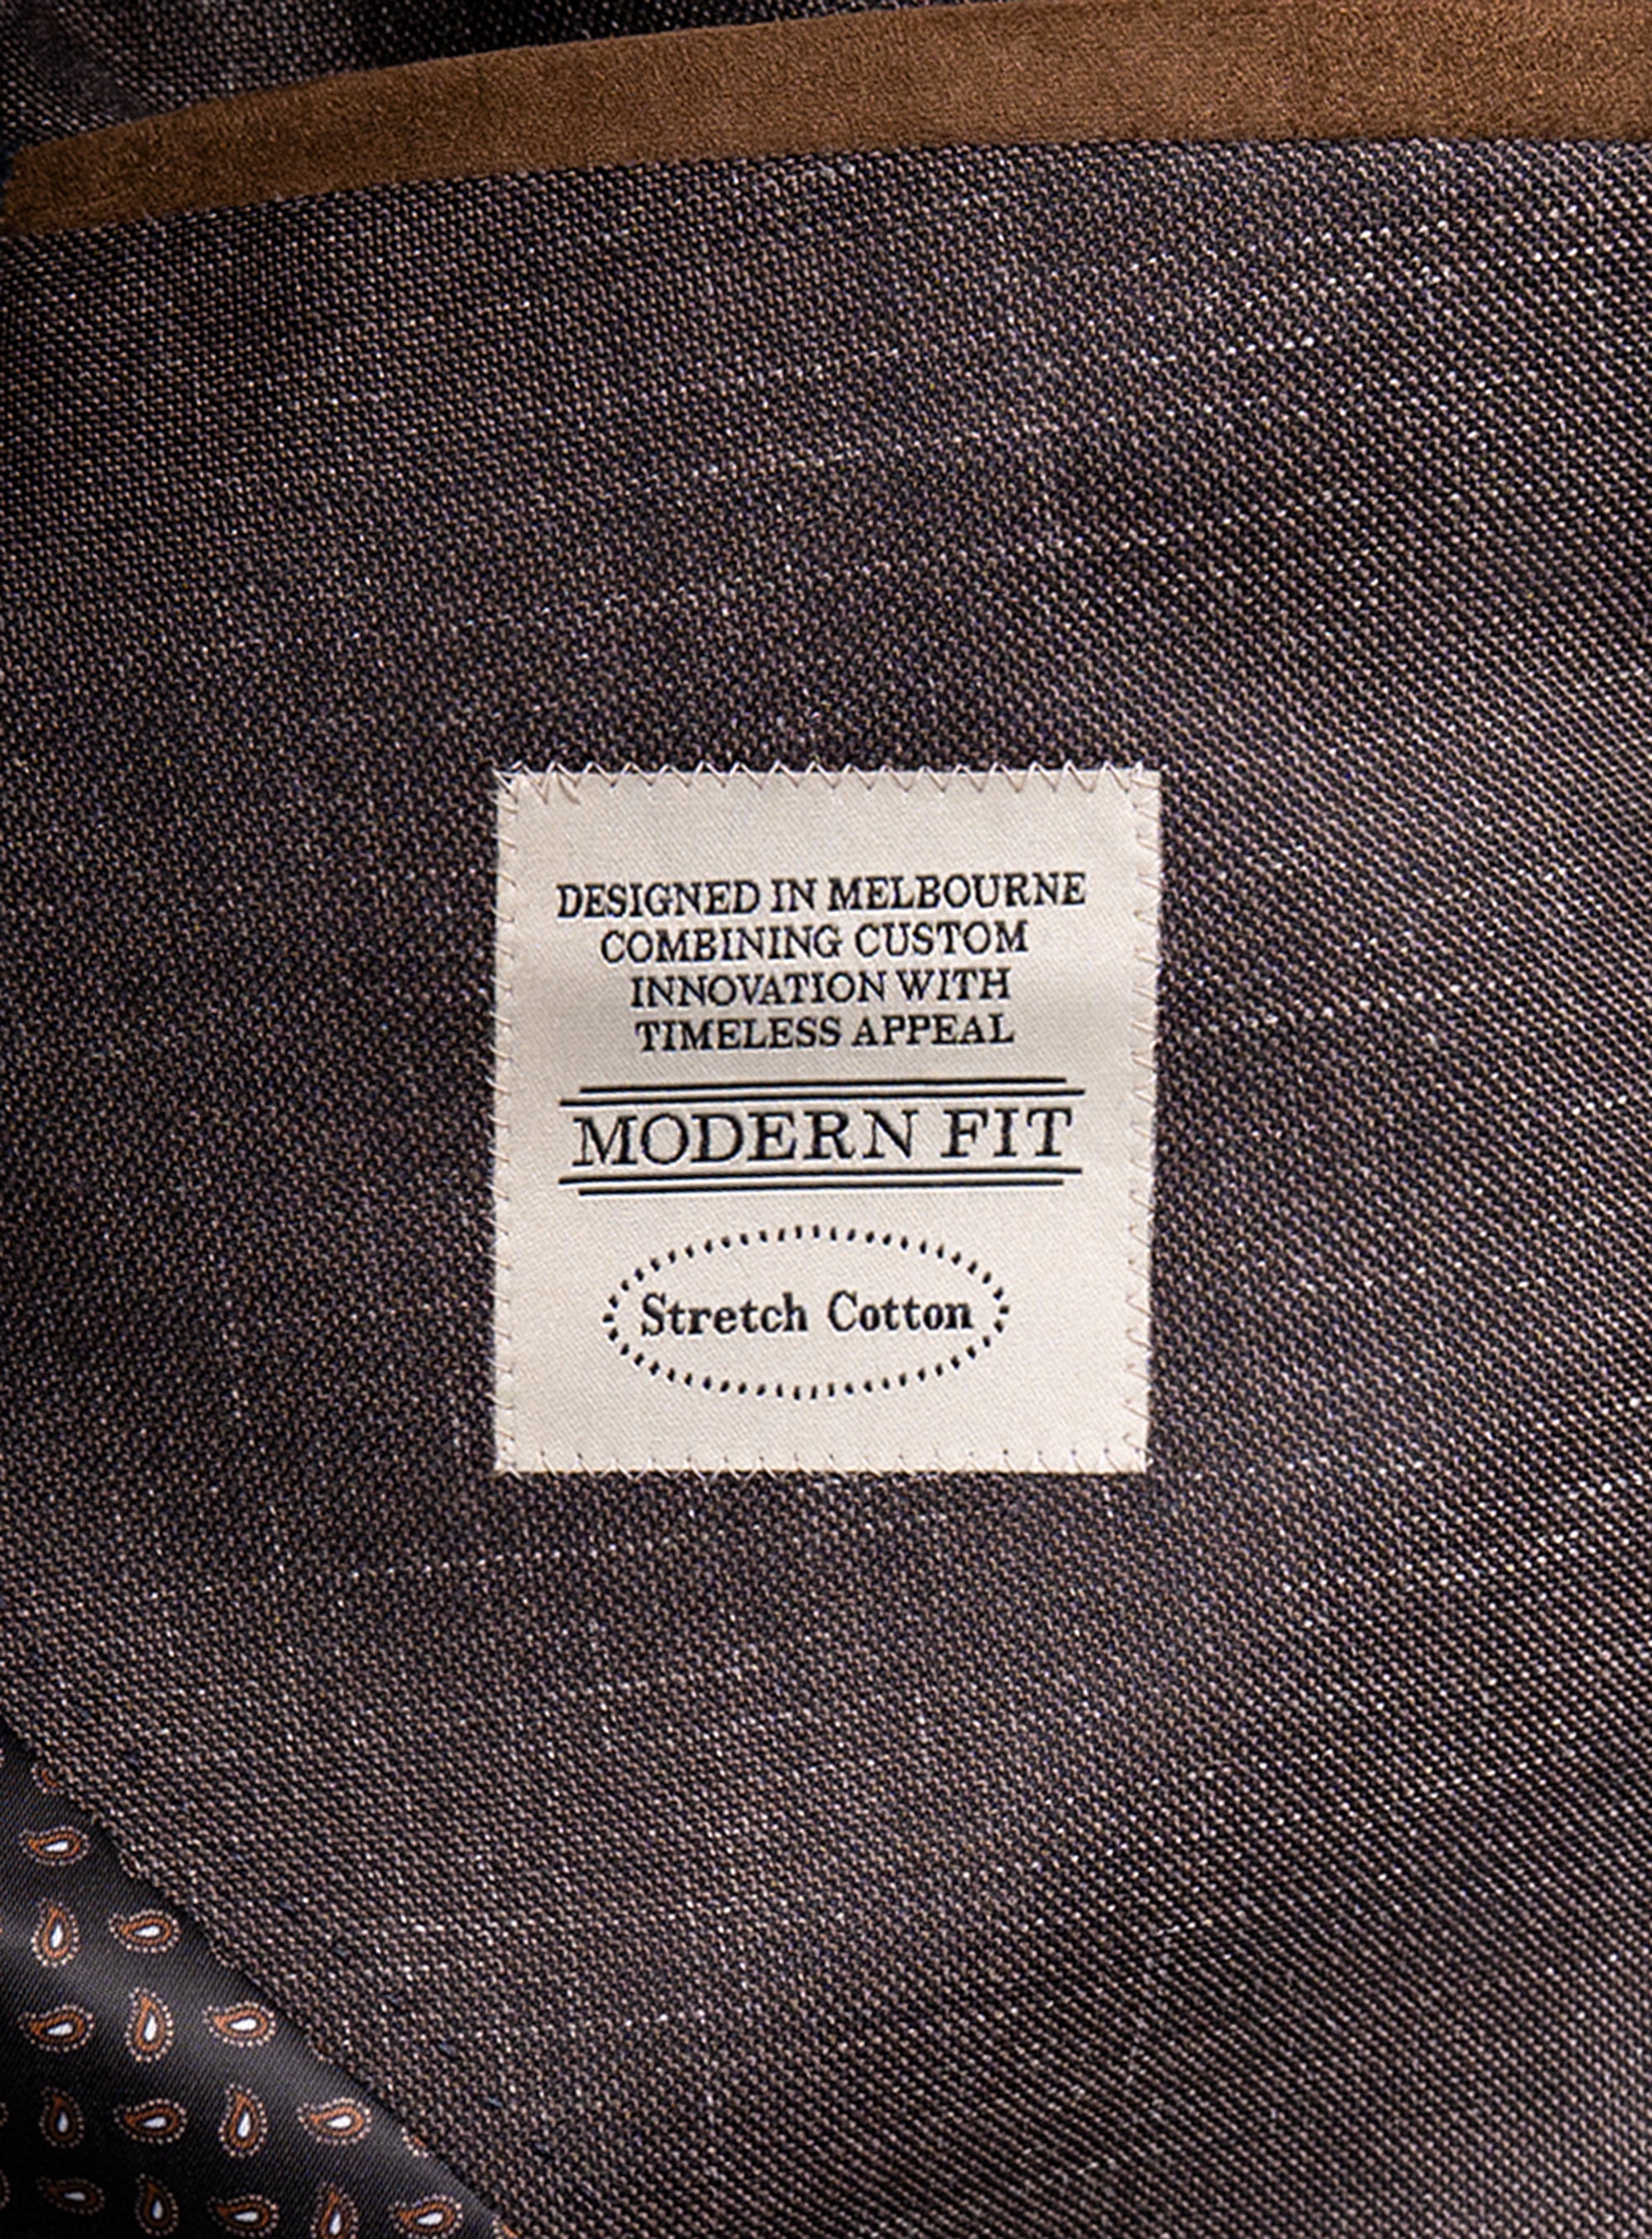 DESIGNED IN MELBOURNE
COMBINING CUSTOM
INNOVATION WITH
TIMELESS APPEAL
MODERN FIT
Stretch Cotton